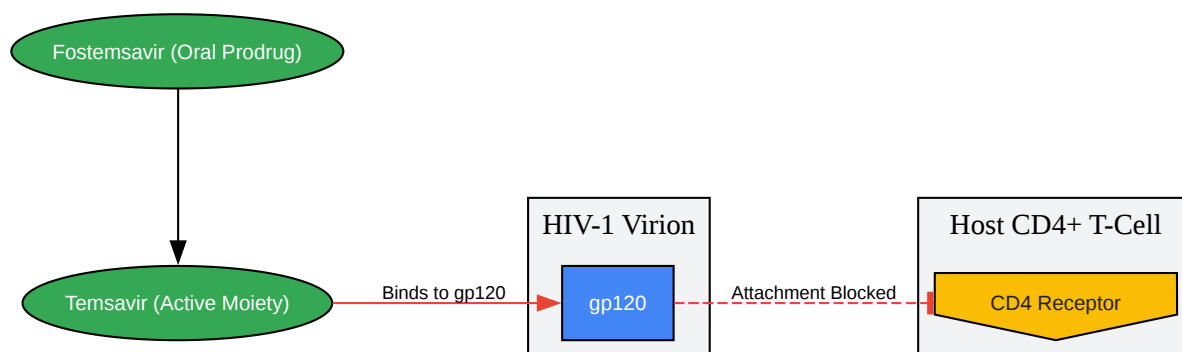 Fostemsavir (Oral Prodrug)
HIV-1 Virion
Host CD4+ T-Cell
Temsavir (Active Moiety)
Binds to gp120
gp120
Attachment Blocked
CD4 Receptor